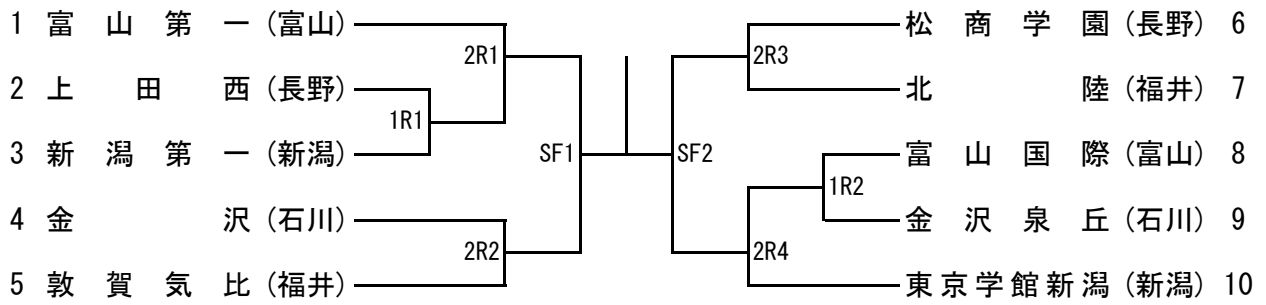 1 富山第一 (富山)
2R1
2 上田西 (長野)
1R1
3 新潟第一 (新潟)
SF1
4 金沢 (石川)
2R2
5 敦賀気比 (福井)
松商学園 (長野) 6
2R3
北陸 (福井) 7
SF2
富山国際 (富山) 8
1R2
金沢泉丘 (石川) 9
2R4
東京学館新潟 (新潟) 10